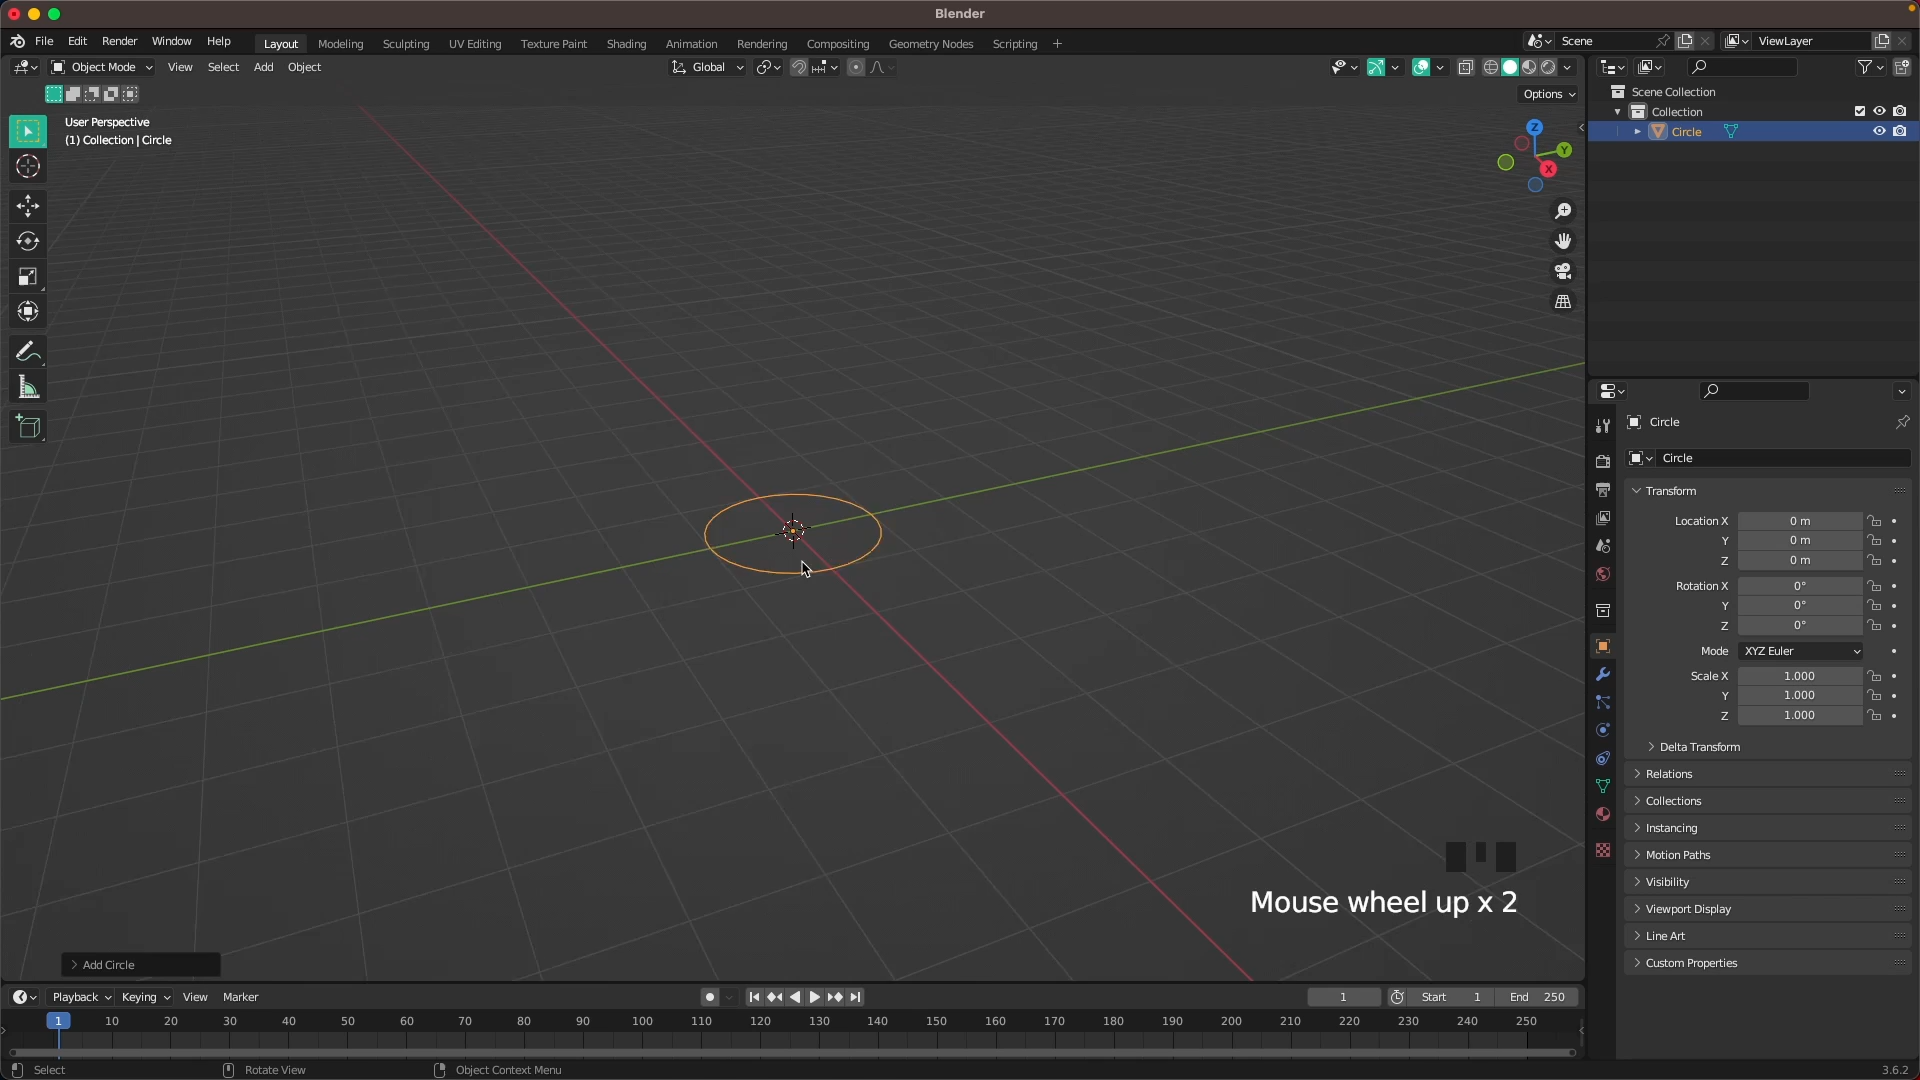 Blender
File Edit Render Window Help
Layout Modeling Sculpting UV Editing Texture Paint Shading Animation Rendering Compositing Geometry Nodes Scripting +
Scene
ViewLayer
Object Mode View Select Add Object
Global
Options
User Perspective
(1) Collection | Circle
Z
Y
X
Scene Collection
Collection
Circle
Circle
Circle
Transform
Location X 0 m
Y 0 m
Z 0 m
Rotation X 0°
Y 0°
Z 0°
Mode XYZ Euler
Scale X 1.000
Y 1.000
Z 1.000
Delta Transform
Relations
Collections
Instancing
Motion Paths
Visibility
Viewport Display
Line Art
Custom Properties
Mouse wheel up x 2
Add Circle
Playback Keying View Marker
1
Start 1
End 250
1 10 20 30 40 50 60 70 80 90 100 110 120 130 140 150 160 170 180 190 200 210 220 230 240 250
Select Rotate View Object Context Menu
3.6.2